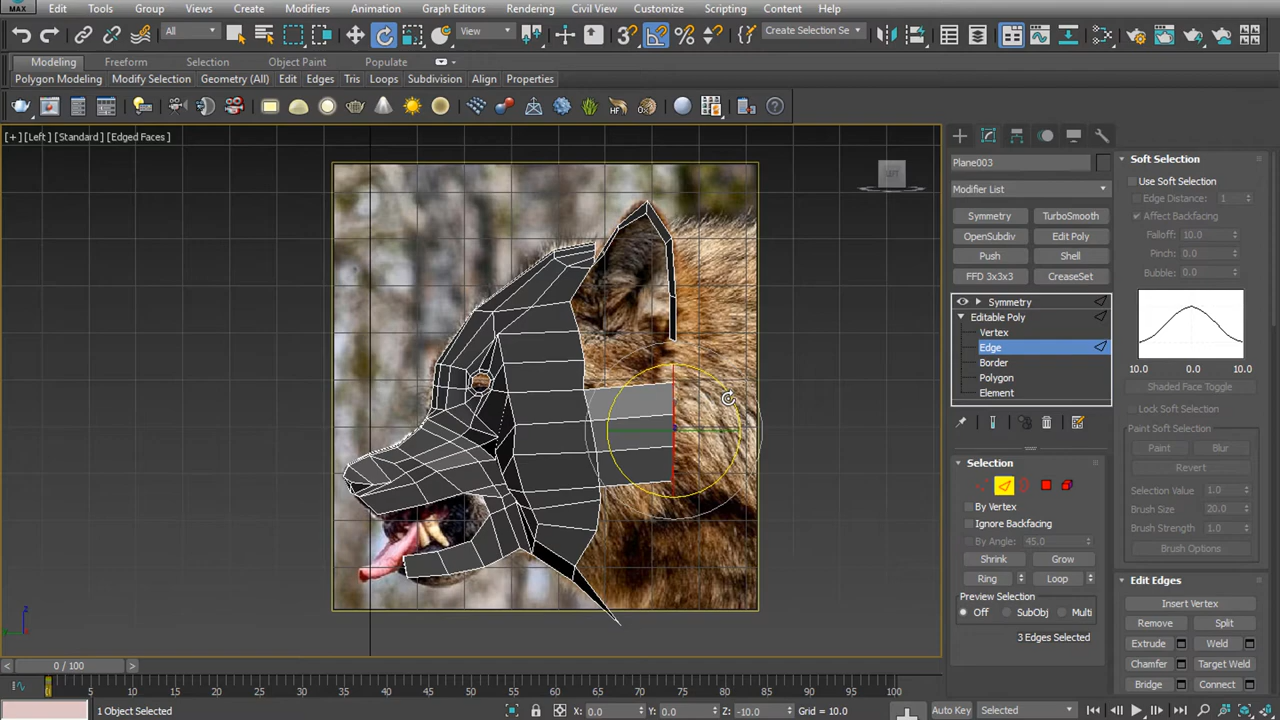 MAX
Edit Tools Group Views Create Modifiers Animation Graph Editors Rendering Civil View Customize Scripting Content Help
All View 3 Create Selection Se
Modeling Freeform Selection Object Paint Populate
Polygon Modeling Modify Selection Geometry (All) Edit Edges Tris Loops Subdivision Align Properties
[+] [Left] [Standard] [Edged Faces]
LEFT
Plane003
Modifier List
Symmetry TurboSmooth
OpenSubdiv Edit Poly
Push Shell
FFD 3x3x3 CreaseSet
Symmetry
Editable Poly
Vertex
Edge
Border
Polygon
Element
Selection
By Vertex
Ignore Backfacing
By Angle: 45.0
Shrink Grow
Ring Loop
Preview Selection
Off SubObj Multi
3 Edges Selected
Soft Selection
Use Soft Selection
Edge Distance: 1
Affect Backfacing
Falloff: 10.0
Pinch: 0.0
Bubble: 0.0
10.0 0.0 10.0
Shaded Face Toggle
Lock Soft Selection
Paint Soft Selection
Paint Blur
Revert
Selection Value 1.0
Brush Size 20.0
Brush Strength 1.0
Brush Options
Edit Edges
Insert Vertex
Remove Split
Extrude Weld
Chamfer Target Weld
Bridge Connect
z
< 0 / 100 >
0 5 10 15 20 25 30 35 40 45 50 55 60 65 70 75 80 85 90 95 100
1 Object Selected X: 0.0 Y: 0.0 Z: -10.0 Grid = 10.0 Auto Key Selected